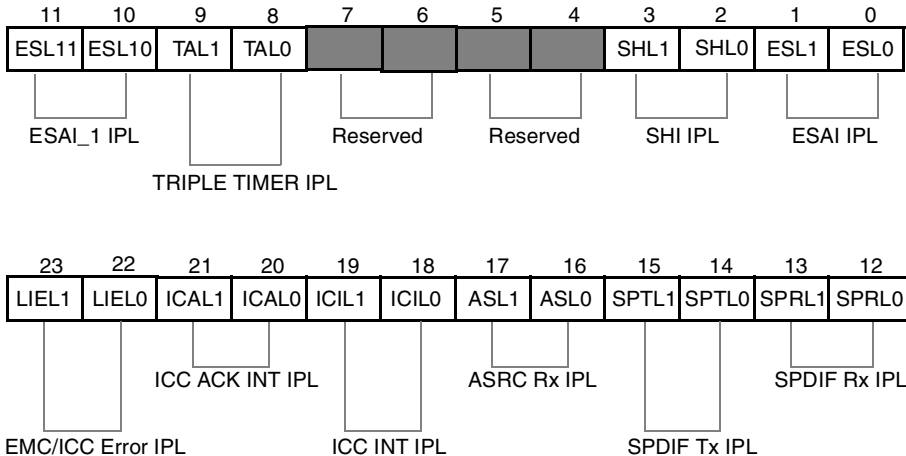 11 10 9 8 7 6 5 4 3 2 1 0
ESL11 ESL10 TAL1 TAL0 SHL1 SHL0 ESL1 ESL0
ESAI_1 IPL Reserved Reserved SHI IPL ESAI IPL
TRIPLE TIMER IPL
23 22 21 20 19 18 17 16 15 14 13 12
LIEL1 LIEL0 ICAL1 ICAL0 ICIL1 ICIL0 ASL1 ASL0 SPTL1 SPTL0 SPRL1 SPRL0
ICC ACK INT IPL ASRC Rx IPL SPDIF Rx IPL
EMC/ICC Error IPL ICC INT IPL SPDIF Tx IPL